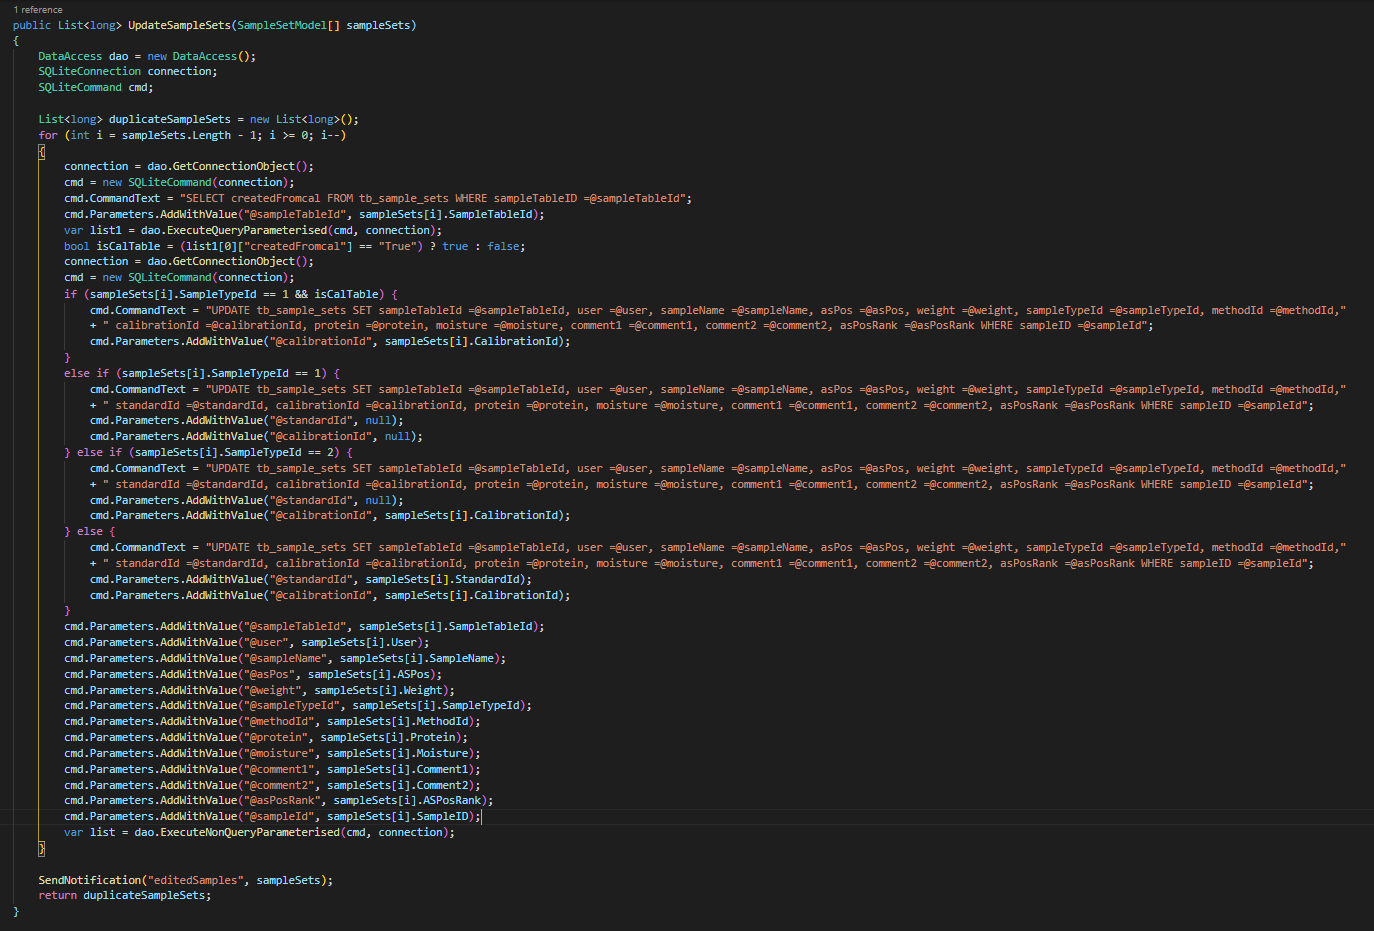 1 reference
public List<long> UpdateSampleSets(SampleSetModel[] sampleSets)
{
DataAccess dao = new DataAccess();
SQLiteConnection connection;
SQLiteCommand cmd;
List<long> duplicateSampleSets = new List<long>();
for (int i = sampleSets.Length - 1; i >= 0; i--)
{
connection = dao.GetConnectionObject();
cmd = new SQLiteCommand(connection);
cmd.CommandText = "SELECT createdFromcal FROM tb_sample_sets WHERE sampleTableID =@sampleTableId";
cmd.Parameters.AddWithValue("@sampleTableId", sampleSets[i].SampleTableId);
var list1 = dao.ExecuteQueryParameterised(cmd, connection);
bool isCalTable = (list1[0]["createdFromcal"] == "True") ? true : false;
connection = dao.GetConnectionObject();
cmd = new SQLiteCommand(connection);
if (sampleSets[i].SampleTypeId == 1 && isCalTable) {
cmd.CommandText = "UPDATE tb_sample_sets SET sampleTableId =@sampleTableId, user =@user, sampleName =@sampleName, asPos =@asPos, weight =@weight, sampleTypeId =@sampleTypeId, methodId =@methodId,"
+ " calibrationId =@calibrationId, protein =@protein, moisture =@moisture, comment1 =@comment1, comment2 =@comment2, asPosRank =@asPosRank WHERE sampleID =@sampleId";
cmd.Parameters.AddWithValue("@calibrationId", sampleSets[i].CalibrationId);
}
else if (sampleSets[i].SampleTypeId == 1) {
cmd.CommandText = "UPDATE tb_sample_sets SET sampleTableId =@sampleTableId, user =@user, sampleName =@sampleName, asPos =@asPos, weight =@weight, sampleTypeId =@sampleTypeId, methodId =@methodId,"
+ " standardId =@standardId, calibrationId =@calibrationId, protein =@protein, moisture =@moisture, comment1 =@comment1, comment2 =@comment2, asPosRank =@asPosRank WHERE sampleID =@sampleId";
cmd.Parameters.AddWithValue("@standardId", null);
cmd.Parameters.AddWithValue("@calibrationId", null);
} else if (sampleSets[i].SampleTypeId == 2) {
cmd.CommandText = "UPDATE tb_sample_sets SET sampleTableId =@sampleTableId, user =@user, sampleName =@sampleName, asPos =@asPos, weight =@weight, sampleTypeId =@sampleTypeId, methodId =@methodId,"
+ " standardId =@standardId, calibrationId =@calibrationId, protein =@protein, moisture =@moisture, comment1 =@comment1, comment2 =@comment2, asPosRank =@asPosRank WHERE sampleID =@sampleId";
cmd.Parameters.AddWithValue("@standardId", null);
cmd.Parameters.AddWithValue("@calibrationId", sampleSets[i].CalibrationId);
} else {
cmd.CommandText = "UPDATE tb_sample_sets SET sampleTableId =@sampleTableId, user =@user, sampleName =@sampleName, asPos =@asPos, weight =@weight, sampleTypeId =@sampleTypeId, methodId =@methodId,"
+ " standardId =@standardId, calibrationId =@calibrationId, protein =@protein, moisture =@moisture, comment1 =@comment1, comment2 =@comment2, asPosRank =@asPosRank WHERE sampleID =@sampleId";
cmd.Parameters.AddWithValue("@standardId", sampleSets[i].StandardId);
cmd.Parameters.AddWithValue("@calibrationId", sampleSets[i].CalibrationId);
}
cmd.Parameters.AddWithValue("@sampleTableId", sampleSets[i].SampleTableId);
cmd.Parameters.AddWithValue("@user", sampleSets[i].User);
cmd.Parameters.AddWithValue("@sampleName", sampleSets[i].SampleName);
cmd.Parameters.AddWithValue("@asPos", sampleSets[i].ASPos);
cmd.Parameters.AddWithValue("@weight", sampleSets[i].Weight);
cmd.Parameters.AddWithValue("@sampleTypeId", sampleSets[i].SampleTypeId);
cmd.Parameters.AddWithValue("@methodId", sampleSets[i].MethodId);
cmd.Parameters.AddWithValue("@protein", sampleSets[i].Protein);
cmd.Parameters.AddWithValue("@moisture", sampleSets[i].Moisture);
cmd.Parameters.AddWithValue("@comment1", sampleSets[i].Comment1);
cmd.Parameters.AddWithValue("@comment2", sampleSets[i].Comment2);
cmd.Parameters.AddWithValue("@asPosRank", sampleSets[i].ASPosRank);
cmd.Parameters.AddWithValue("@sampleId", sampleSets[i].SampleID);
var list = dao.ExecuteNonQueryParameterised(cmd, connection);
}
SendNotification("editedSamples", sampleSets);
return duplicateSampleSets;
}